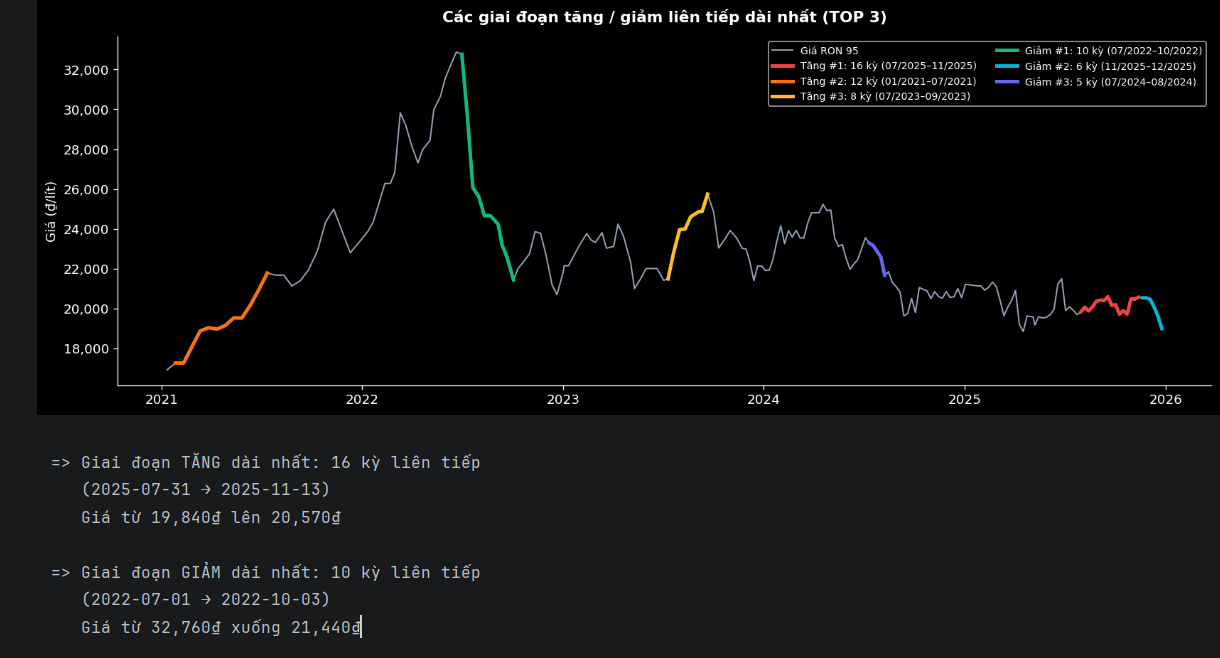 Các giai đoạn tăng / giảm liên tiếp dài nhất (TOP 3)
Giá RON 95
Tăng #1: 16 kỳ (07/2025–11/2025)
Tăng #2: 12 kỳ (01/2021–07/2021)
Tăng #3: 8 kỳ (07/2023–09/2023)
Giảm #1: 10 kỳ (07/2022–10/2022)
Giảm #2: 6 kỳ (11/2025–12/2025)
Giảm #3: 5 kỳ (07/2024–08/2024)
Giá (đ/lít)
32,000
30,000
28,000
26,000
24,000
22,000
20,000
18,000
2021 2022 2023 2024 2025 2026
=> Giai đoạn TĂNG dài nhất: 16 kỳ liên tiếp
(2025-07-31 → 2025-11-13)
Giá từ 19,840₫ lên 20,570₫
=> Giai đoạn GIẢM dài nhất: 10 kỳ liên tiếp
(2022-07-01 → 2022-10-03)
Giá từ 32,760₫ xuống 21,440₫